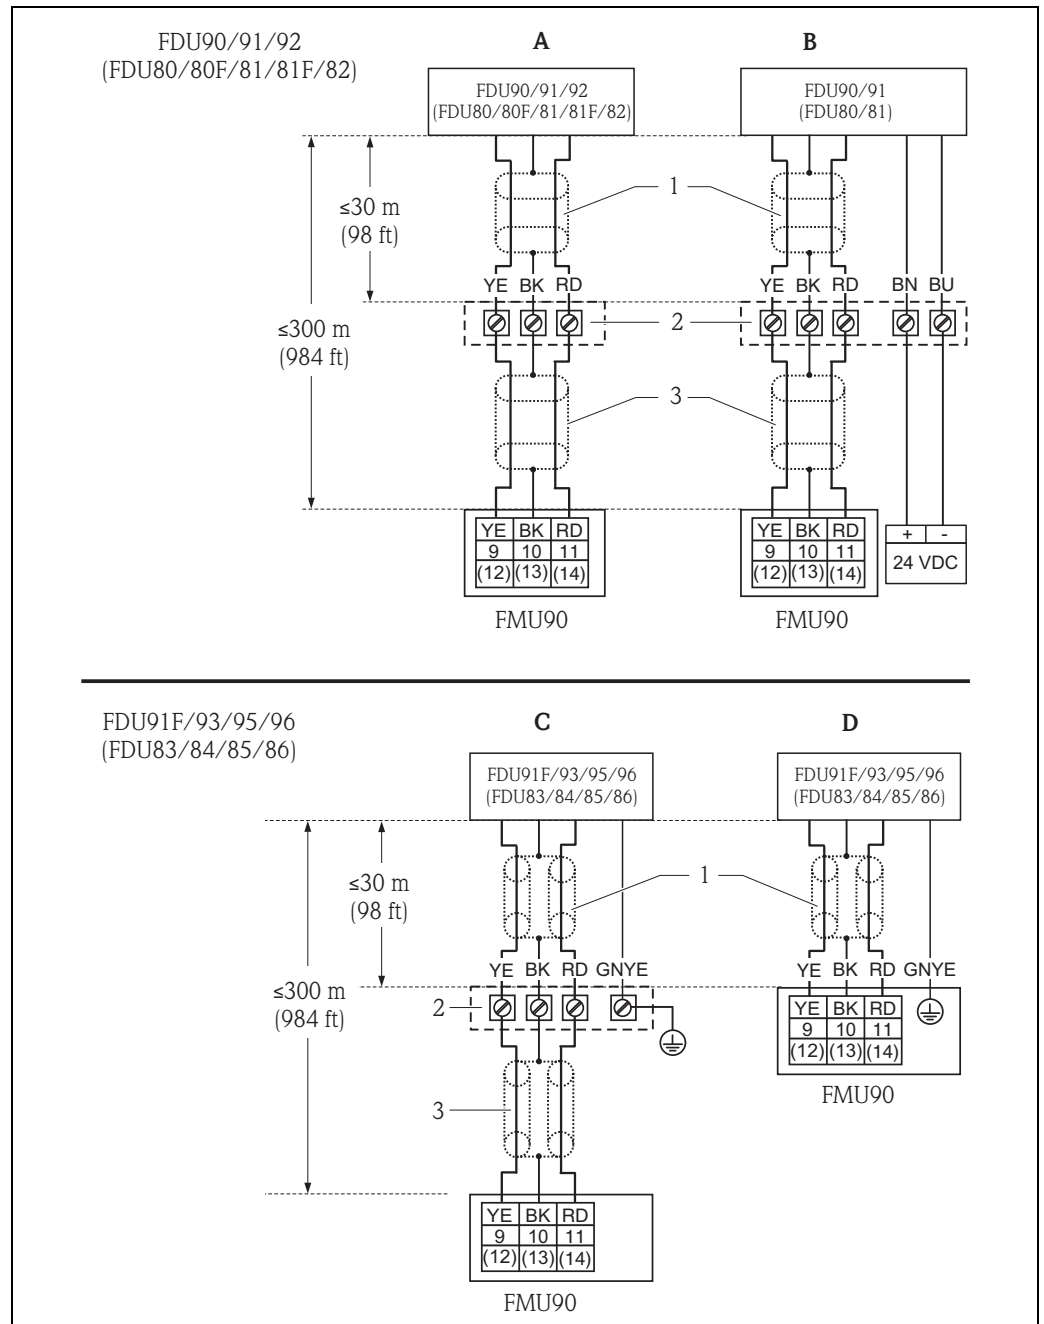 FDU90/91/92
(FDU80/80F/81/81F/82)
A
B
FDU90/91/92
(FDU80/80F/81/81F/82)
FDU90/91
(FDU80/81)
≤30 m
(98 ft)
1
YE BK RD
YE BK RD BN BU
≤300 m
(984 ft)
2
3
YE BK RD
9 10 11
(12) (13) (14)
FMU90
YE BK RD
9 10 11
(12) (13) (14)
FMU90
+ -
24 VDC
FDU91F/93/95/96
(FDU83/84/85/86)
C
D
FDU91F/93/95/96
(FDU83/84/85/86)
FDU91F/93/95/96
(FDU83/84/85/86)
≤30 m
(98 ft)
1
YE BK RD GNYE
YE BK RD GNYE
≤300 m
(984 ft)
2
YE BK RD
9 10 11
(12) (13) (14)
FMU90
3
YE BK RD
9 10 11
(12) (13) (14)
FMU90